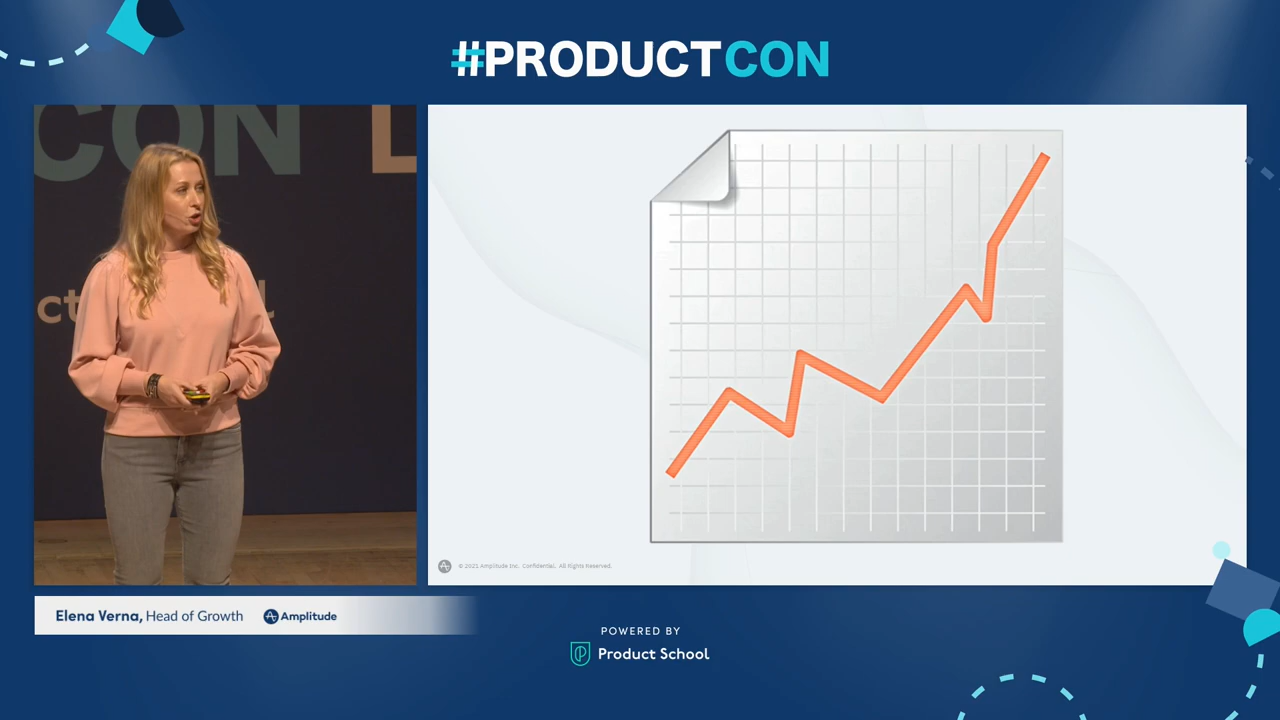 #PRODUCTCON
CON L
ct
© 2021 Amplitude Inc. Confidential. All Rights Reserved.
Elena Verna, Head of Growth
Amplitude
POWERED BY
Product School